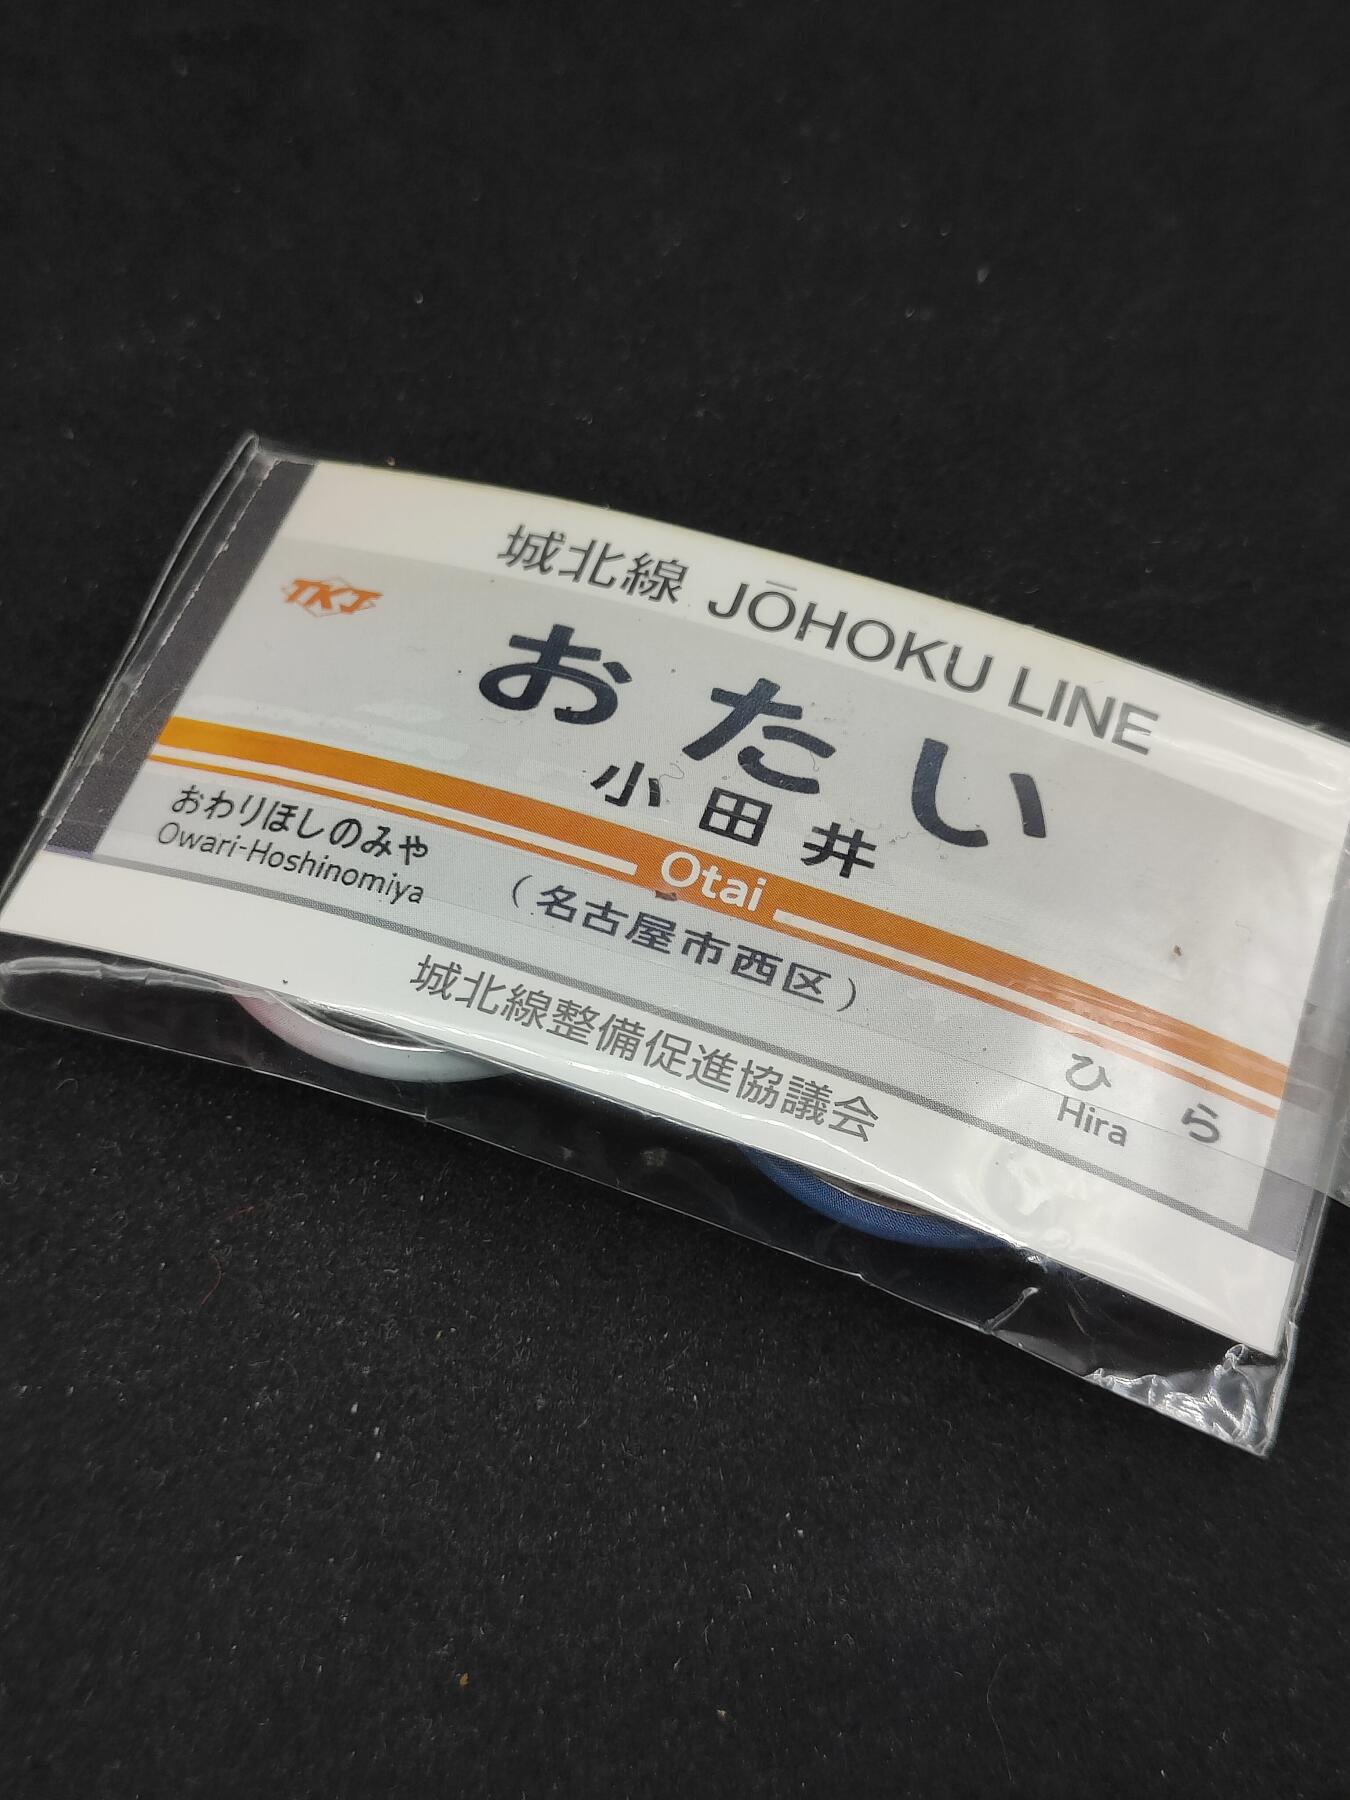 城北線 JŌHOKU LINE
TKJ
おたい
小田井
Otai
おわりほしのみや
Owari-Hoshinomiya
(名古屋市西区)
ひら
Hira
城北線整備促進協議会